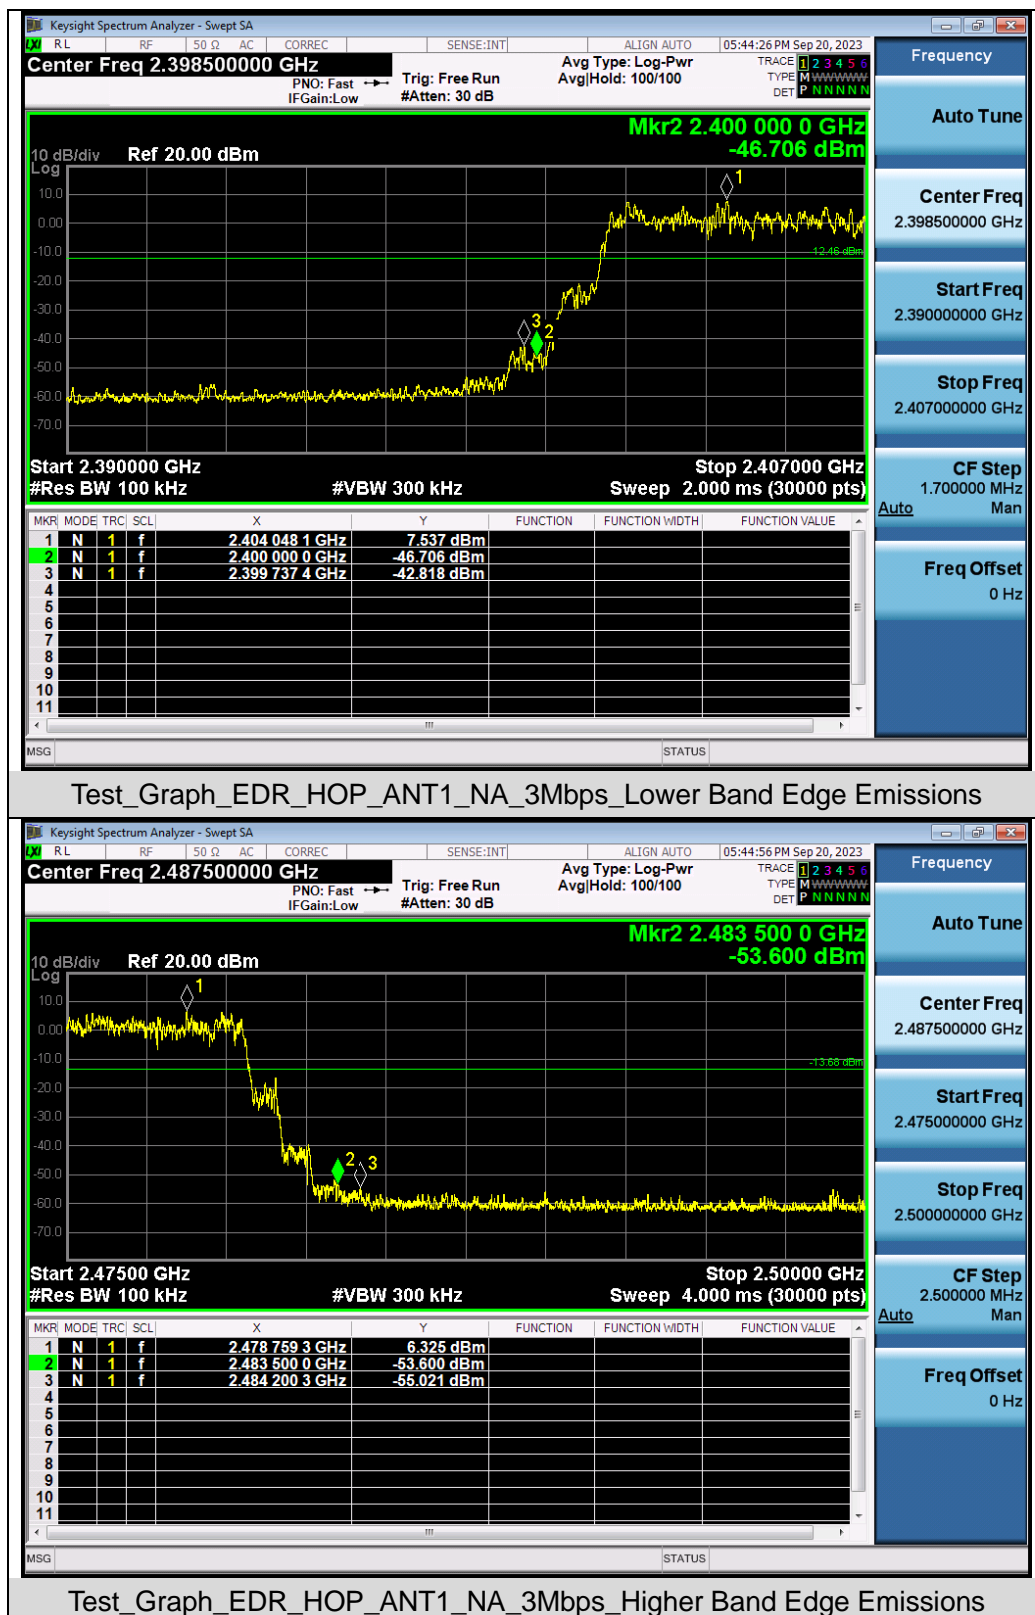 Keysight Spectrum Analyzer - Swept SA
LXI RL RF 50 Ω AC CORREC SENSE:INT ALIGN AUTO 05:44:26 PM Sep 20, 2023
Center Freq 2.398500000 GHz
PNO: Fast
IFGain:Low
Trig: Free Run
#Atten: 30 dB
Avg Type: Log-Pwr
Avg|Hold: 100/100
TRACE 1 2 3 4 5 6
TYPE M WWWWW
DET P N N N N N
Frequency
Mkr2 2.400 000 0 GHz
-46.706 dBm
10 dB/div Ref 20.00 dBm
Log
10.0
0.00
-10.0
-20.0
-30.0
-40.0
-50.0
-60.0
-70.0
1
-12.46 dBm
3
2
Start 2.390000 GHz Stop 2.407000 GHz
#Res BW 100 kHz #VBW 300 kHz Sweep 2.000 ms (30000 pts)
MKR MODE TRC SCL X Y FUNCTION FUNCTION WIDTH FUNCTION VALUE
1 N 1 f 2.404 048 1 GHz 7.537 dBm
2 N 1 f 2.400 000 0 GHz -46.706 dBm
3 N 1 f 2.399 737 4 GHz -42.818 dBm
4
5
6
7
8
9
10
11
MSG STATUS
Auto Tune
Center Freq
2.398500000 GHz
Start Freq
2.390000000 GHz
Stop Freq
2.407000000 GHz
CF Step
1.700000 MHz
Auto Man
Freq Offset
0 Hz
Test_Graph_EDR_HOP_ANT1_NA_3Mbps_Lower Band Edge Emissions
Keysight Spectrum Analyzer - Swept SA
LXI RL RF 50 Ω AC CORREC SENSE:INT ALIGN AUTO 05:44:56 PM Sep 20, 2023
Center Freq 2.487500000 GHz
PNO: Fast
IFGain:Low
Trig: Free Run
#Atten: 30 dB
Avg Type: Log-Pwr
Avg|Hold: 100/100
TRACE 1 2 3 4 5 6
TYPE M WWWWW
DET P N N N N N
Frequency
Mkr2 2.483 500 0 GHz
-53.600 dBm
10 dB/div Ref 20.00 dBm
Log
10.0
0.00
-10.0
-20.0
-30.0
-40.0
-50.0
-60.0
-70.0
1
-13.68 dBm
2
3
Start 2.47500 GHz Stop 2.50000 GHz
#Res BW 100 kHz #VBW 300 kHz Sweep 4.000 ms (30000 pts)
MKR MODE TRC SCL X Y FUNCTION FUNCTION WIDTH FUNCTION VALUE
1 N 1 f 2.478 759 3 GHz 6.325 dBm
2 N 1 f 2.483 500 0 GHz -53.600 dBm
3 N 1 f 2.484 200 3 GHz -55.021 dBm
4
5
6
7
8
9
10
11
MSG STATUS
Auto Tune
Center Freq
2.487500000 GHz
Start Freq
2.475000000 GHz
Stop Freq
2.500000000 GHz
CF Step
2.500000 MHz
Auto Man
Freq Offset
0 Hz
Test_Graph_EDR_HOP_ANT1_NA_3Mbps_Higher Band Edge Emissions